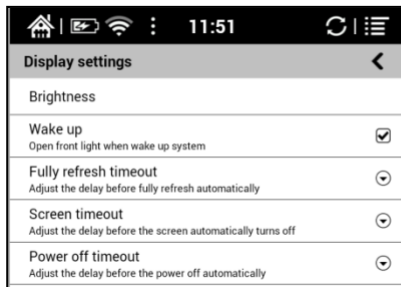 11:51
Display settings
Brightness
Wake up
Open front light when wake up system
Fully refresh timeout
Adjust the delay before fully refresh automatically
Screen timeout
Adjust the delay before the screen automatically turns off
Power off timeout
Adjust the delay before the power off automatically